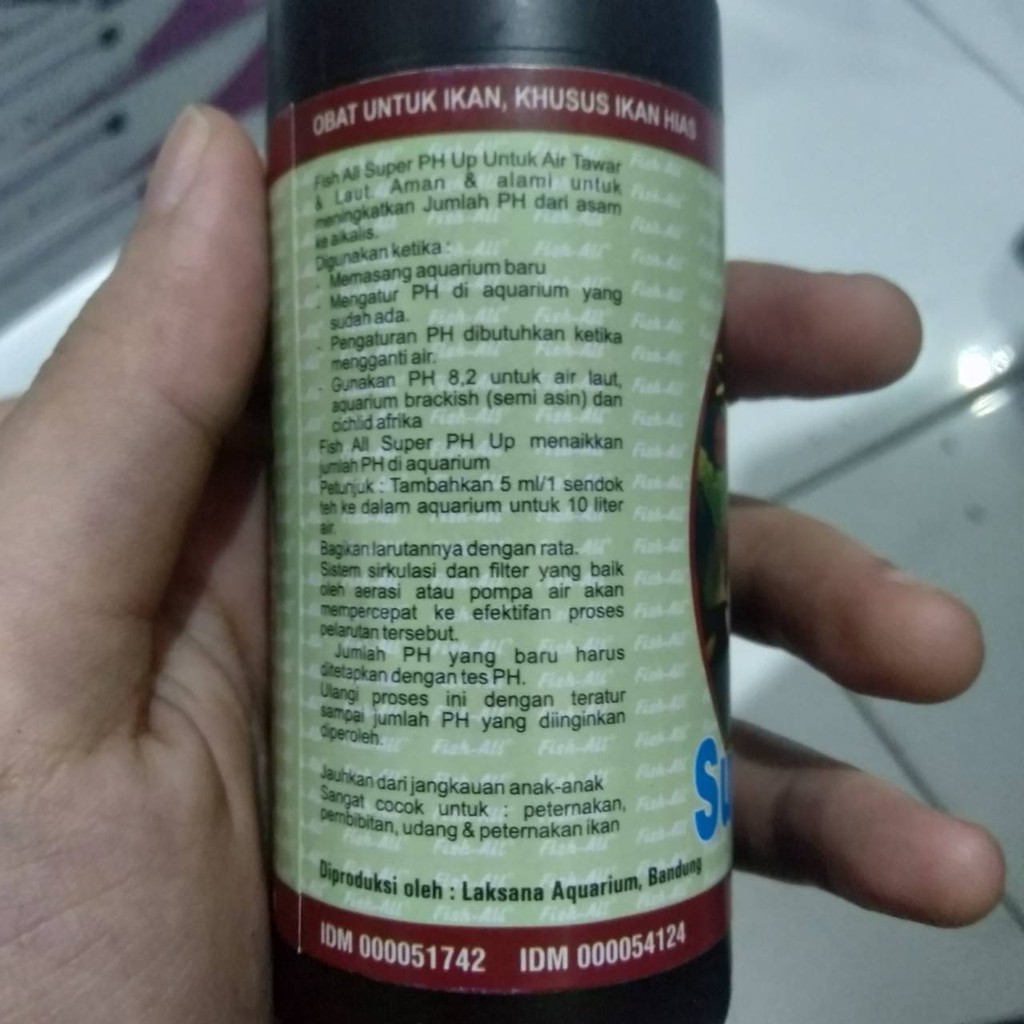 OBAT UNTUK IKAN, KHUSUS IKAN HIAS
Fish All Super PH Up Untuk Air Tawar
& Laut. Aman & alami untuk
meningkatkan Jumlah PH dari asam
ke alkalis.
Digunakan ketika :
- Memasang aquarium baru
- Mengatur PH di aquarium yang
sudah ada.
- Pengaturan PH dibutuhkan ketika
mengganti air.
- Gunakan PH 8,2 untuk air laut,
aquarium brackish (semi asin) dan
cichlid afrika
Fish All Super PH Up menaikkan
jumlah PH di aquarium
Petunjuk : Tambahkan 5 ml/1 sendok
teh ke dalam aquarium untuk 10 liter
air.
Bagikan larutannya dengan rata.
Sistem sirkulasi dan filter yang baik
oleh aerasi atau pompa air akan
mempercepat ke efektifan proses
pelarutan tersebut.
Jumlah PH yang baru harus
ditetapkan dengan tes PH.
Ulangi proses ini dengan teratur
sampai jumlah PH yang diinginkan
diperoleh.
Jauhkan dari jangkauan anak-anak
Sangat cocok untuk : peternakan,
pembibitan, udang & peternakan ikan
Diproduksi oleh : Laksana Aquarium, Bandung
IDM 000051742 IDM 000054124
Su